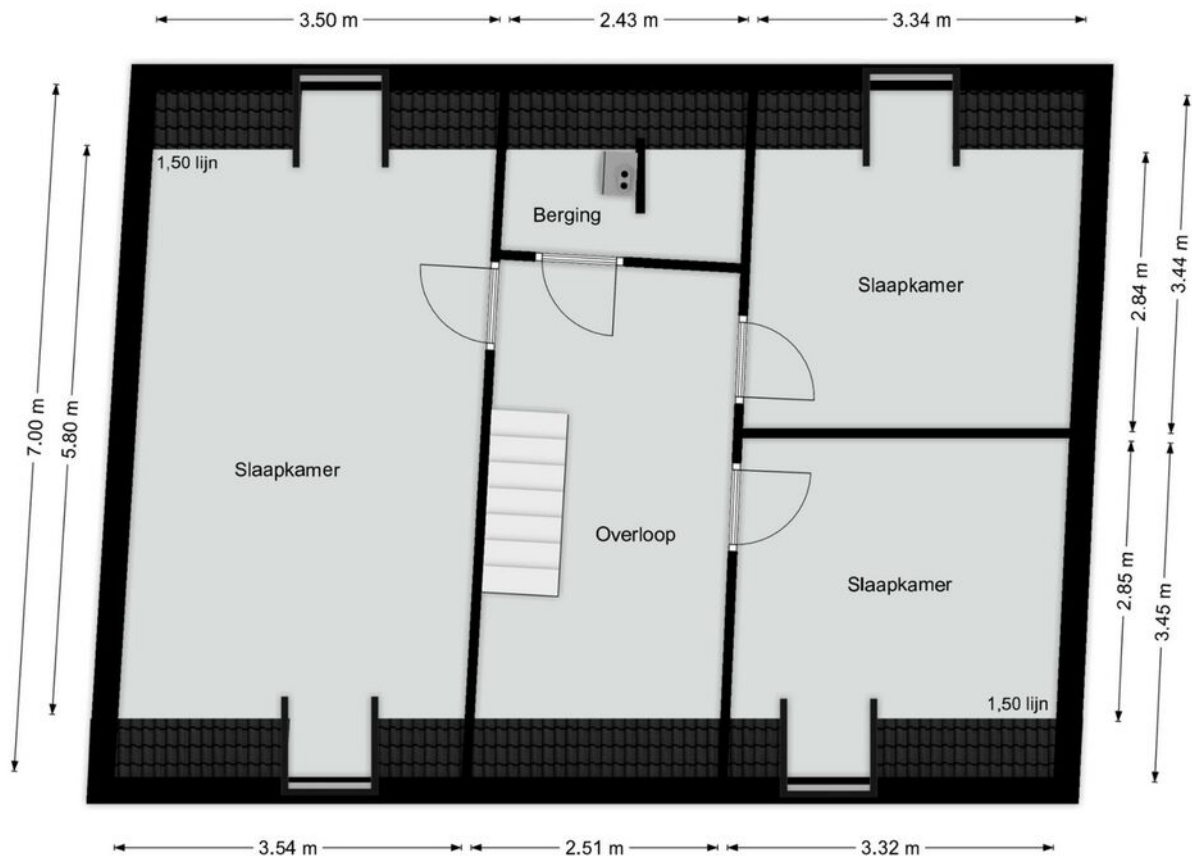 3.50 m
2.43 m
3.34 m
1,50 lijn
Berging
Slaapkamer
3.44 m
2.84 m
7.00 m
5.80 m
Slaapkamer
Overloop
Slaapkamer
2.85 m
3.45 m
1,50 lijn
3.54 m
2.51 m
3.32 m